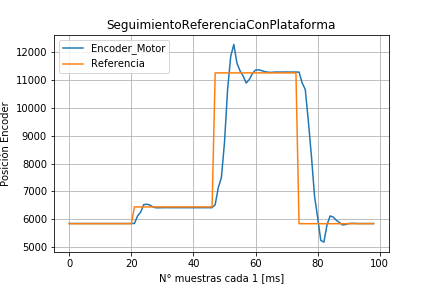 SeguimientoReferenciaConPlataforma
Encoder_Motor
Referencia
Posición Encoder
12000
11000
10000
9000
8000
7000
6000
5000
0 20 40 60 80 100
N° muestras cada 1 [ms]